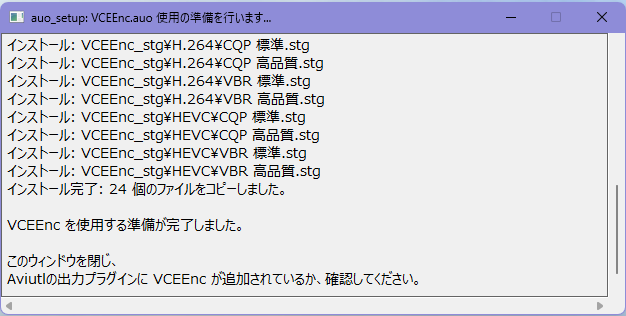 auo_setup: VCEEnc.auo 使用の準備を行います...
インストール: VCEEnc_stg¥H.264¥CQP 標準.stg
インストール: VCEEnc_stg¥H.264¥CQP 高品質.stg
インストール: VCEEnc_stg¥H.264¥VBR 標準.stg
インストール: VCEEnc_stg¥H.264¥VBR 高品質.stg
インストール: VCEEnc_stg¥HEVC¥CQP 標準.stg
インストール: VCEEnc_stg¥HEVC¥CQP 高品質.stg
インストール: VCEEnc_stg¥HEVC¥VBR 標準.stg
インストール: VCEEnc_stg¥HEVC¥VBR 高品質.stg
インストール完了: 24 個のファイルをコピーしました。
VCEEnc を使用する準備が完了しました。
このウィンドウを閉じ、
Aviutlの出力プラグインに VCEEnc が追加されているか、確認してください。